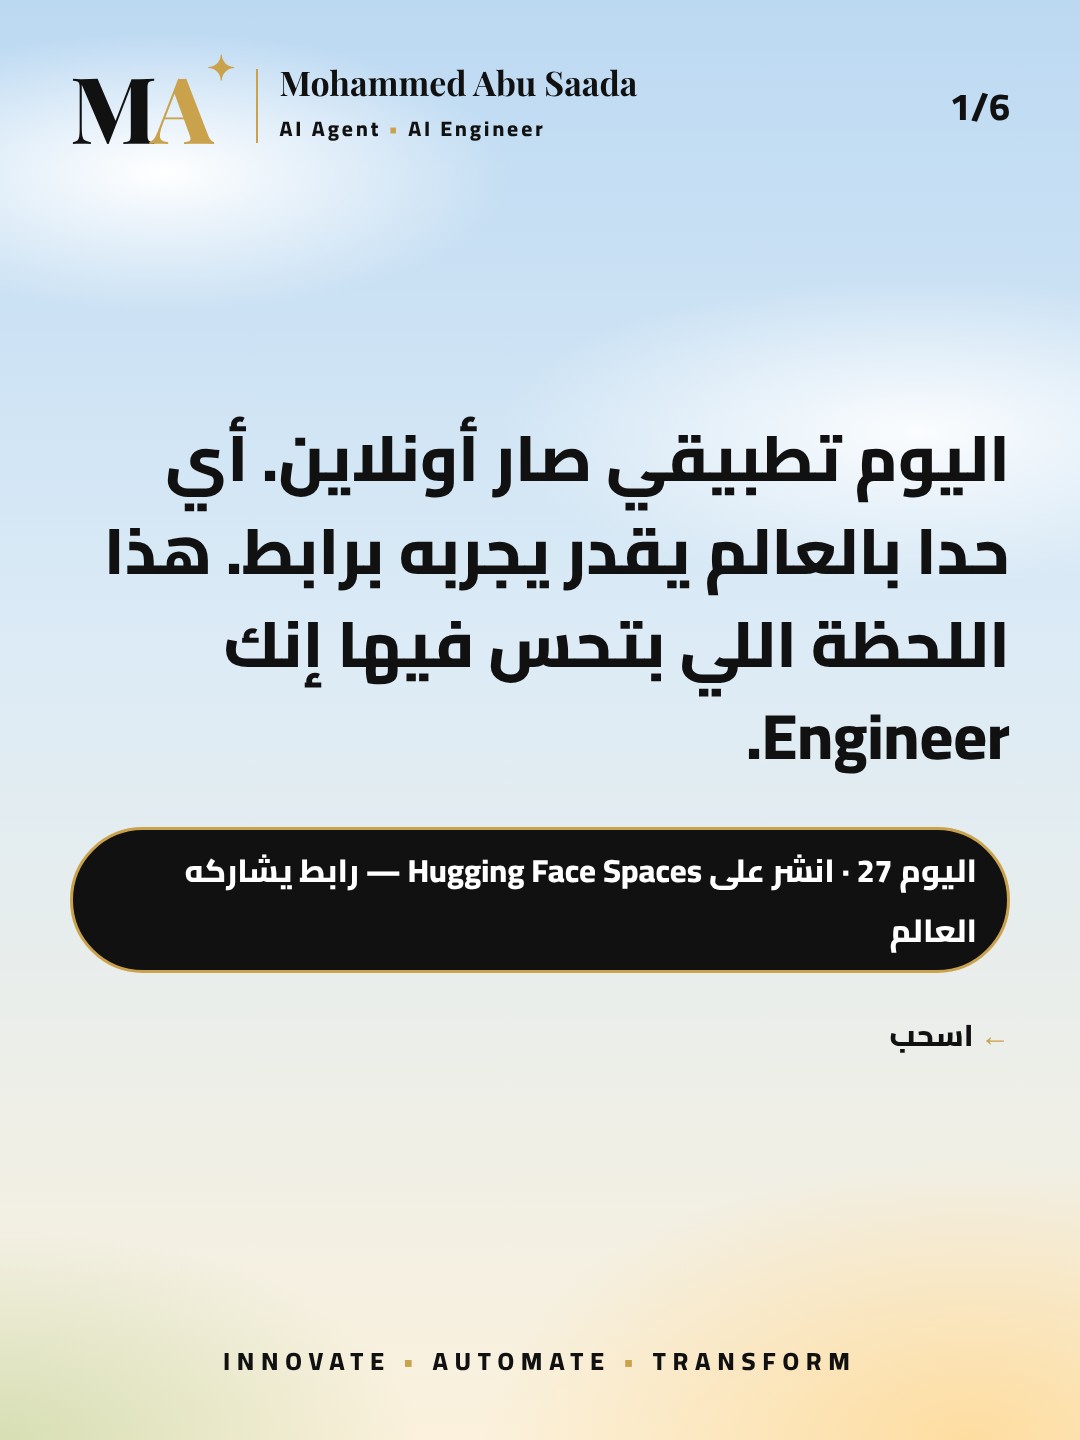 MA
Mohammed Abu Saada
AI Agent ▪ AI Engineer
1/6
اليوم تطبيقي صار أونلاين. أي
حدا بالعالم يقدر يجربه برابط. هذا
اللحظة اللي بتحس فيها إنك
Engineer.
اليوم 27 · انشر على Hugging Face Spaces — رابط يشاركه
العالم
← اسحب
INNOVATE ▪ AUTOMATE ▪ TRANSFORM